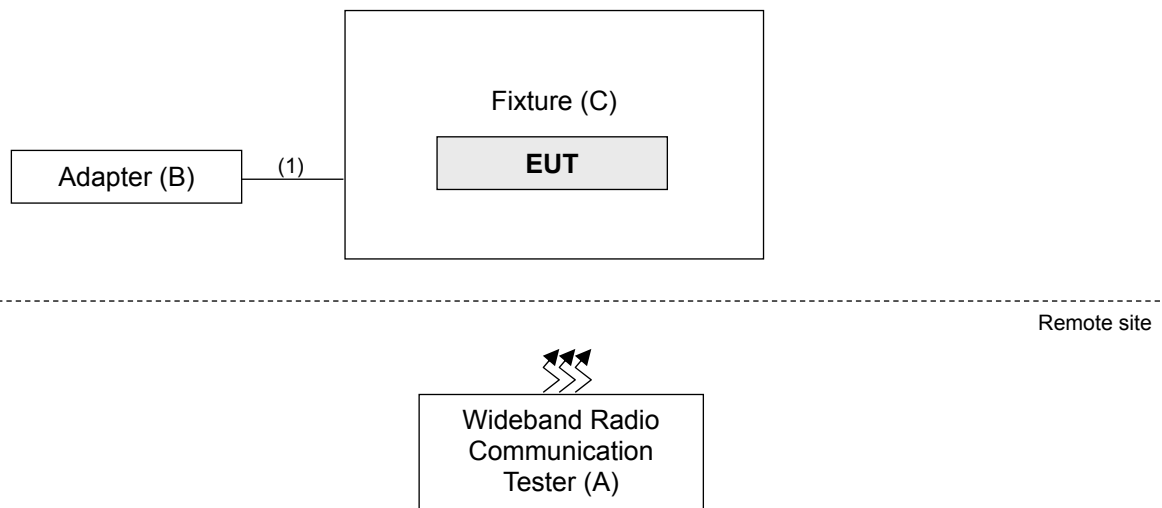 Fixture (C)
EUT
Adapter (B)
(1)
Remote site
Wideband Radio
Communication
Tester (A)